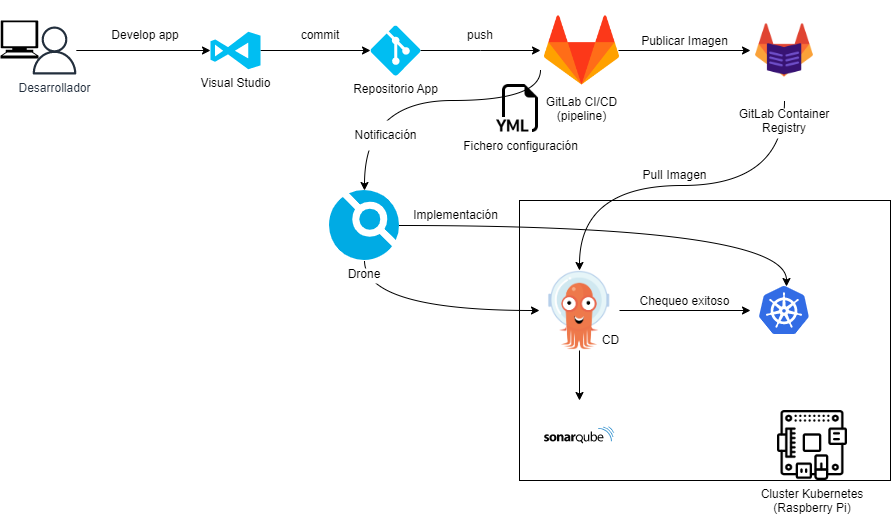 Develop app
commit
push
Publicar Imagen
Desarrollador
Visual Studio
Repositorio App
GitLab CI/CD
(pipeline)
GitLab Container
Registry
YML
Fichero configuración
Notificación
Pull Imagen
Implementación
Drone
Chequeo exitoso
CD
sonarqube
Cluster Kubernetes
(Raspberry Pi)